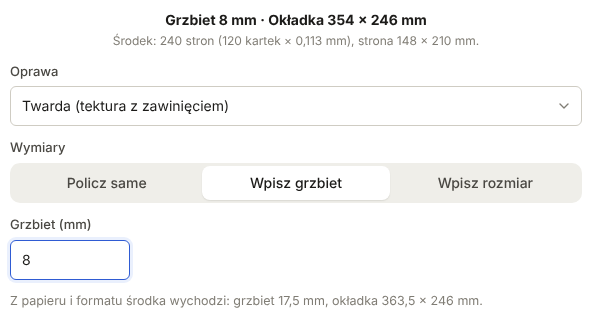 Grzbiet 8 mm · Okładka 354 × 246 mm
Środek: 240 stron (120 kartek × 0,113 mm), strona 148 × 210 mm.
Oprawa
Twarda (tektura z zawinięciem)
Wymiary
Policz same
Wpisz grzbiet
Wpisz rozmiar
Grzbiet (mm)
8
Z papieru i formatu środka wychodzi: grzbiet 17,5 mm, okładka 363,5 × 246 mm.